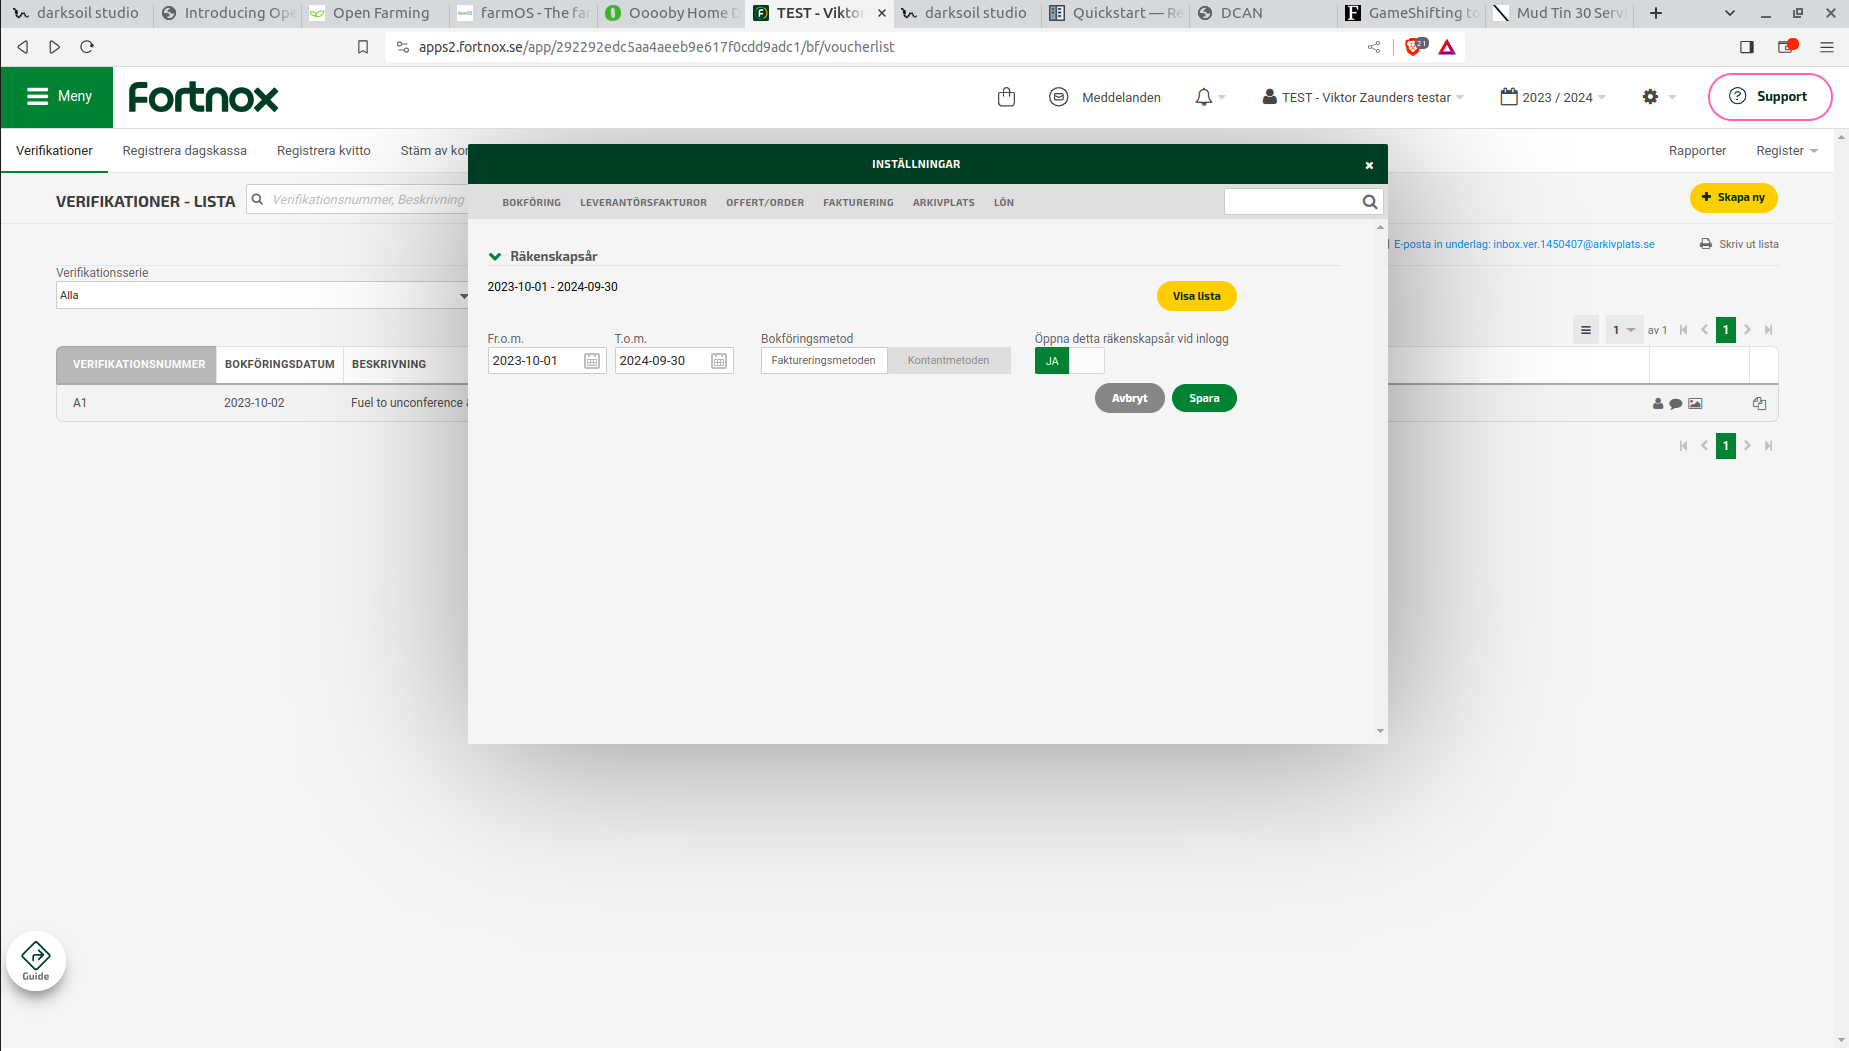 darksoil studio
Introducing Ope
Open Farming
farmOS - The far
Ooooby Home D
TEST - Viktor
darksoil studio
Quickstart — Re
DCAN
GameShifting to
Mud Tin 30 Servi
apps2.fortnox.se/app/292292edc5aa4aeeb9e617f0cdd9adc1/bf/voucherlist
21
Meny
Fortnox
Meddelanden
TEST - Viktor Zaunders testar
2023 / 2024
Support
Verifikationer
Registrera dagskassa
Registrera kvitto
Stäm av kon
Rapporter
Register
INSTÄLLNINGAR
VERIFIKATIONER - LISTA
Verifikationsnummer, Beskrivning
Skapa ny
BOKFÖRING
LEVERANTÖRSFAKTUROR
OFFERT/ORDER
FAKTURERING
ARKIVPLATS
LÖN
E-posta in underlag: inbox.ver.1450407@arkivplats.se
Skriv ut lista
Räkenskapsår
2023-10-01 - 2024-09-30
Visa lista
Verifikationsserie
Alla
Fr.o.m.
2023-10-01
T.o.m.
2024-09-30
Bokföringsmetod
Faktureringsmetoden
Kontantmetoden
Öppna detta räkenskapsår vid inlogg
JA
Avbryt
Spara
1
av 1
1
VERIFIKATIONSNUMMER
BOKFÖRINGSDATUM
BESKRIVNING
A1
2023-10-02
Fuel to unconference &
1
Guide